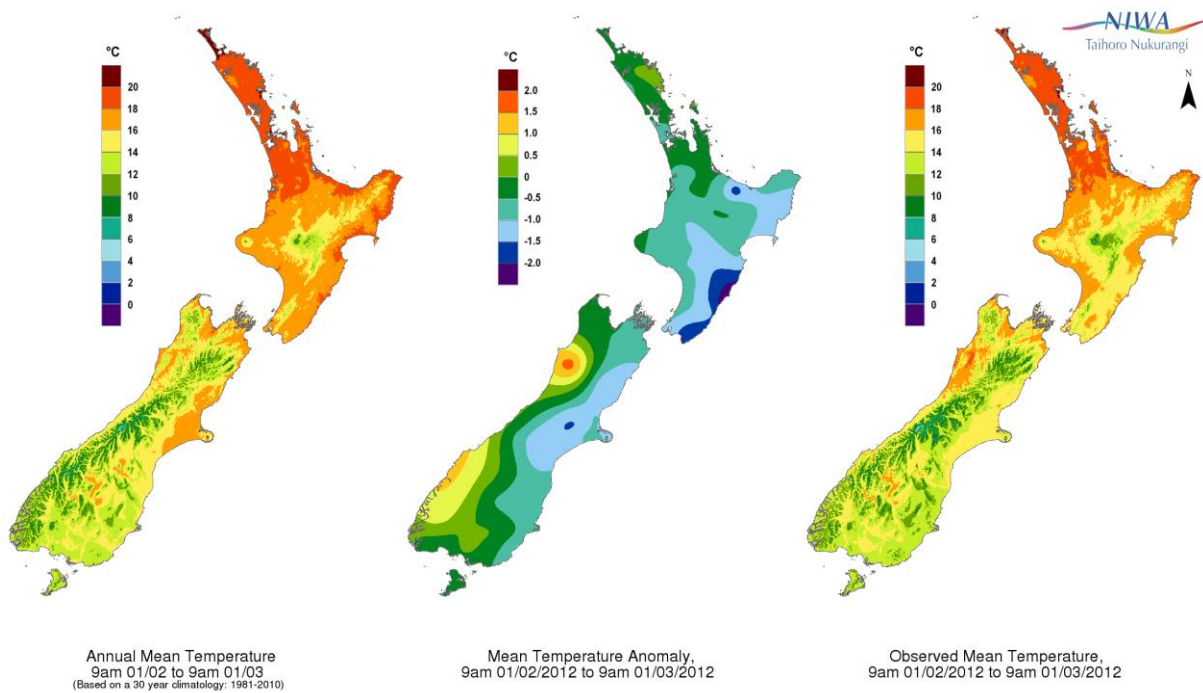 NIWA
Taihoro Nukurangi
N
°C
20
18
16
14
12
10
8
6
4
2
0
°C
2.0
1.5
1.0
0.5
0
-0.5
-1.0
-1.5
-2.0
°C
20
18
16
14
12
10
8
6
4
2
0
Annual Mean Temperature
9am 01/02 to 9am 01/03
(Based on a 30 year climatology: 1981-2010)
Mean Temperature Anomaly,
9am 01/02/2012 to 9am 01/03/2012
Observed Mean Temperature,
9am 01/02/2012 to 9am 01/03/2012